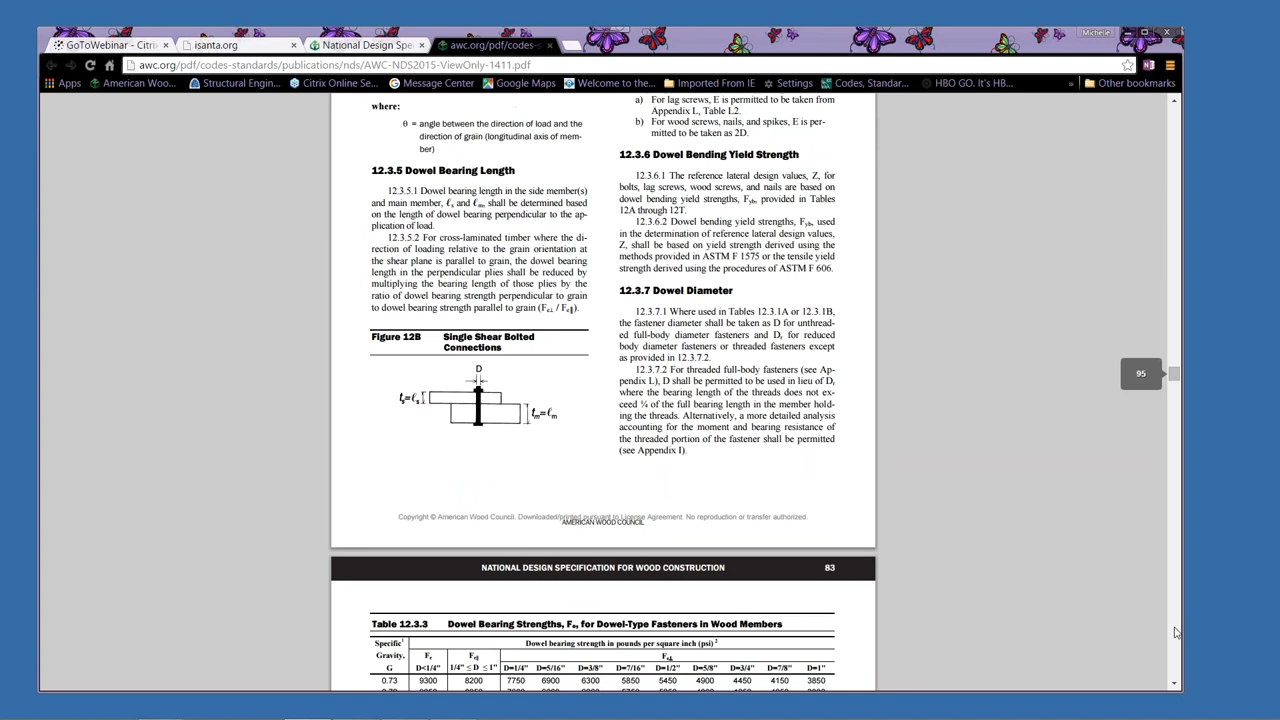 Michelle
GoToWebinar - Citri
isanta.org
National Design Spe
awc.org/pdf/codes-s
awc.org/pdf/codes-standards/publications/nds/AWC-NDS2015-ViewOnly-1411.pdf
Apps
American Woo...
Structural Engin...
Citrix Online Se...
Message Center
Google Maps
Welcome to the...
Imported From IE
Settings
Codes, Standar...
HBO GO. It's HB...
»
Other bookmarks
where:
θ = angle between the direction of load and the
direction of grain (longitudinal axis of mem-
ber)
12.3.5 Dowel Bearing Length
12.3.5.1 Dowel bearing length in the side member(s)
and main member, ℓs and ℓm, shall be determined based
on the length of dowel bearing perpendicular to the ap-
plication of load.
12.3.5.2 For cross-laminated timber where the di-
rection of loading relative to the grain orientation at
the shear plane is parallel to grain, the dowel bearing
length in the perpendicular plies shall be reduced by
multiplying the bearing length of those plies by the
ratio of dowel bearing strength perpendicular to grain
to dowel bearing strength parallel to grain (Fe⊥ / Fe∥).
Figure 12B Single Shear Bolted
Connections
D
ts=ℓs
tm=ℓm
a) For lag screws, E is permitted to be taken from
Appendix L, Table L2.
b) For wood screws, nails, and spikes, E is per-
mitted to be taken as 2D.
12.3.6 Dowel Bending Yield Strength
12.3.6.1 The reference lateral design values, Z, for
bolts, lag screws, wood screws, and nails are based on
dowel bending yield strengths, Fyb, provided in Tables
12A through 12T.
12.3.6.2 Dowel bending yield strengths, Fyb, used
in the determination of reference lateral design values,
Z, shall be based on yield strength derived using the
methods provided in ASTM F 1575 or the tensile yield
strength derived using the procedures of ASTM F 606.
12.3.7 Dowel Diameter
12.3.7.1 Where used in Tables 12.3.1A or 12.3.1B,
the fastener diameter shall be taken as D for unthread-
ed full-body diameter fasteners and Dr for reduced
body diameter fasteners or threaded fasteners except
as provided in 12.3.7.2.
12.3.7.2 For threaded full-body fasteners (see Ap-
pendix L), D shall be permitted to be used in lieu of Dr
where the bearing length of the threads does not ex-
ceed ¼ of the full bearing length in the member hold-
ing the threads. Alternatively, a more detailed analysis
accounting for the moment and bearing resistance of
the threaded portion of the fastener shall be permitted
(see Appendix I).
95
Copyright © American Wood Council. Downloaded/printed pursuant to License Agreement. No reproduction or transfer authorized.
AMERICAN WOOD COUNCIL
NATIONAL DESIGN SPECIFICATION FOR WOOD CONSTRUCTION 83
Table 12.3.3 Dowel Bearing Strengths, Fe, for Dowel-Type Fasteners in Wood Members
Specific1 Dowel bearing strength in pounds per square inch (psi) 2
Gravity, Fe Fe∥ Fe⊥
G D<1/4" 1/4" ≤ D ≤ 1" D=1/4" D=5/16" D=3/8" D=7/16" D=1/2" D=5/8" D=3/4" D=7/8" D=1"
0.73 9300 8200 7750 6900 6300 5850 5450 4900 4450 4150 3850